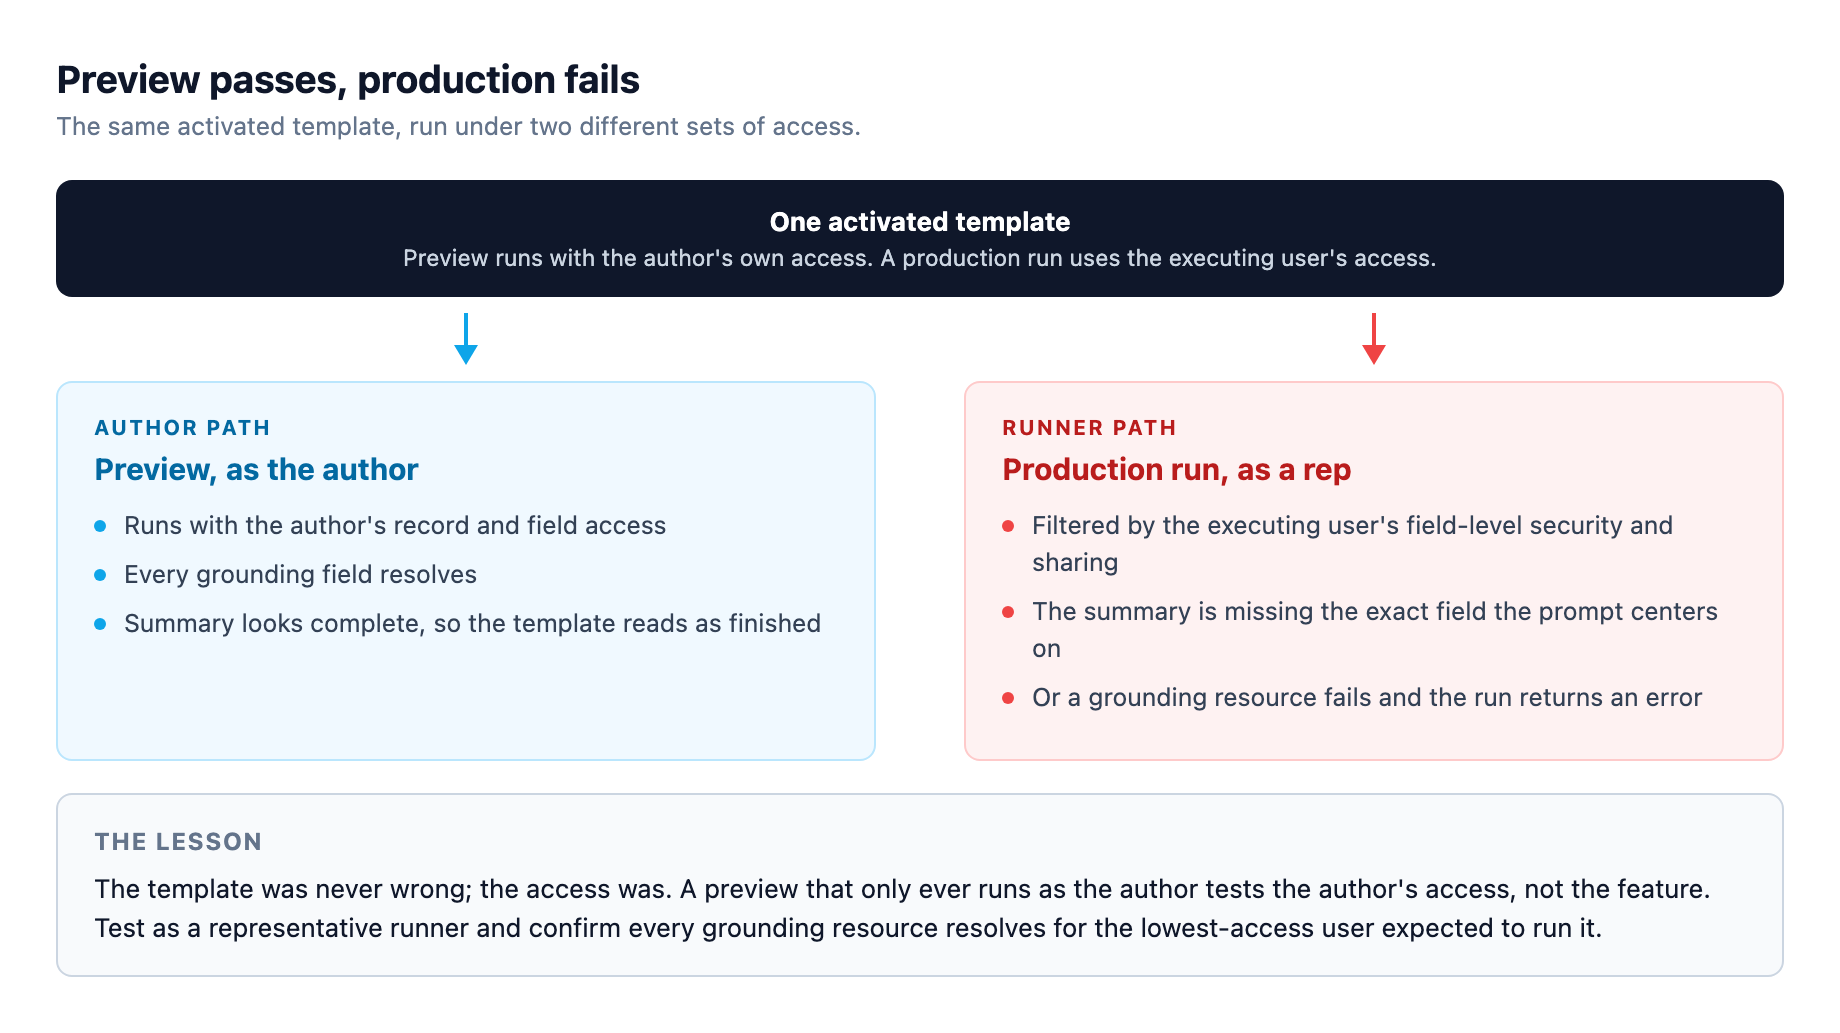 Preview passes, production fails
The same activated template, run under two different sets of access.
One activated template
Preview runs with the author's own access. A production run uses the executing user's access.
AUTHOR PATH
Preview, as the author
Runs with the author's record and field access
Every grounding field resolves
Summary looks complete, so the template reads as finished
RUNNER PATH
Production run, as a rep
Filtered by the executing user's field-level security and
sharing
The summary is missing the exact field the prompt centers
on
Or a grounding resource fails and the run returns an error
THE LESSON
The template was never wrong; the access was. A preview that only ever runs as the author tests the author's access, not the feature.
Test as a representative runner and confirm every grounding resource resolves for the lowest-access user expected to run it.